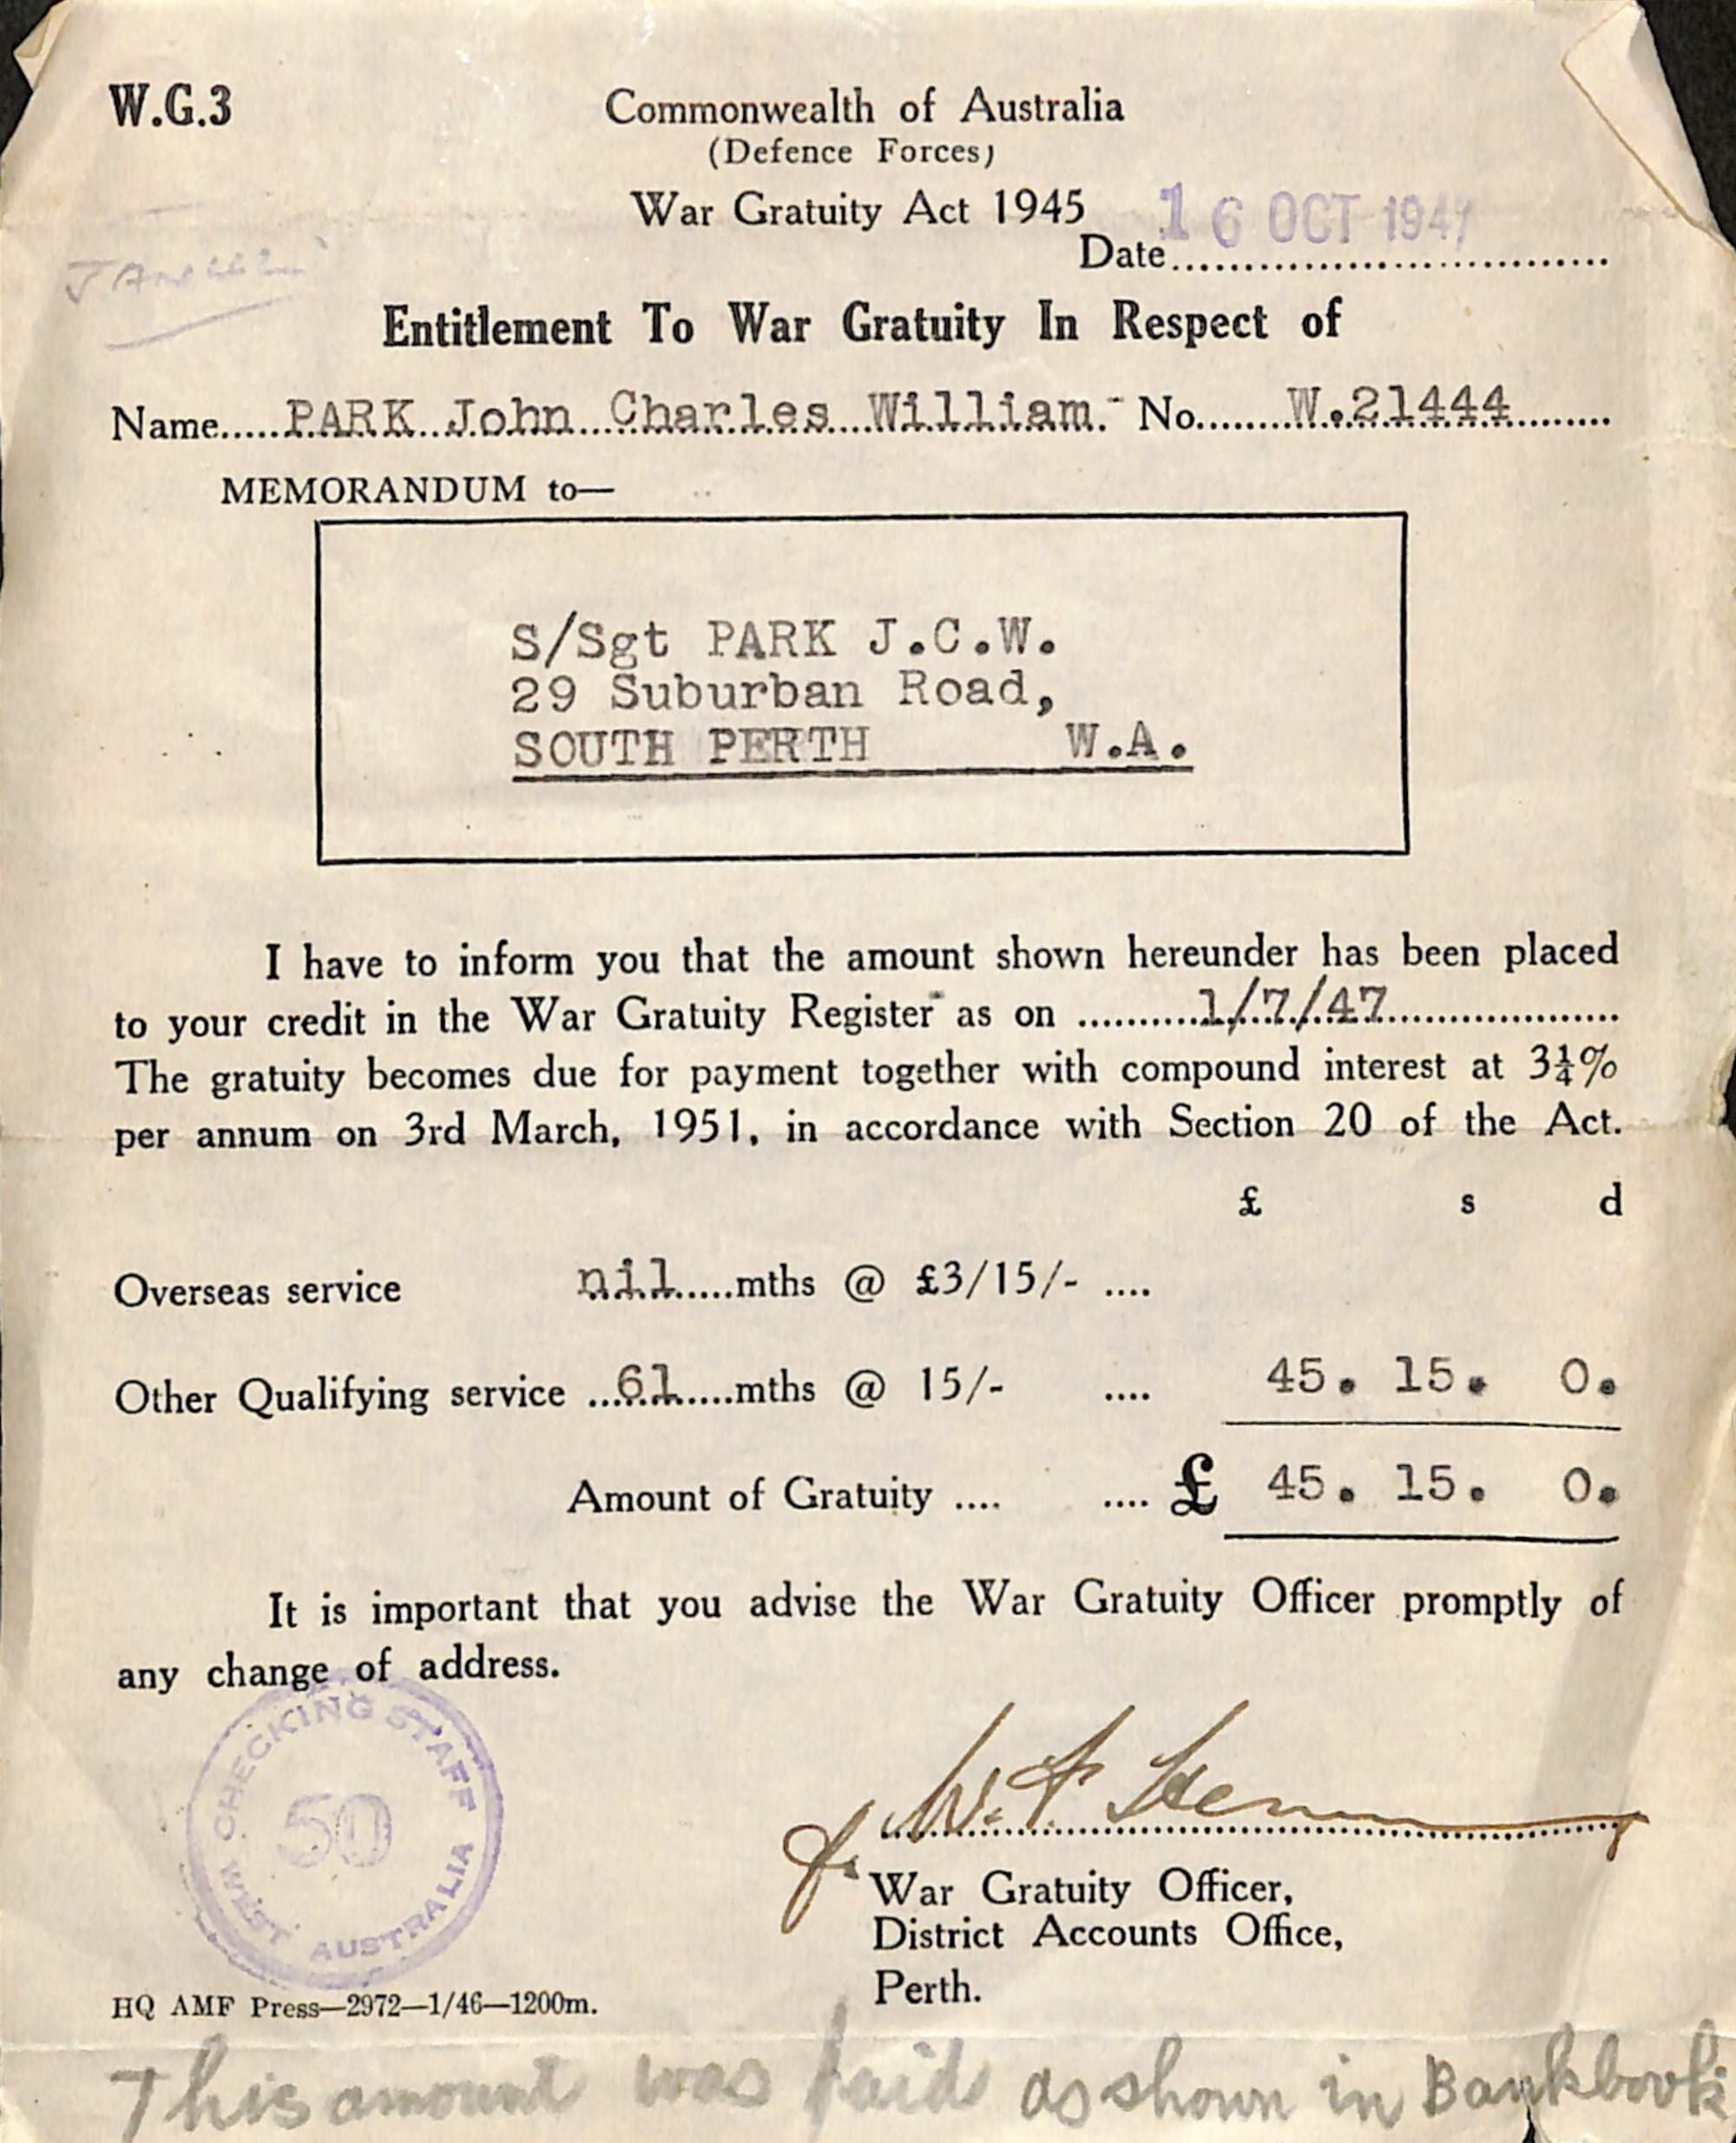 W.G.3
Commonwealth of Australia
(Defence Forces)
War Gratuity Act 1945
16 OCT 1947
Date
Entitlement To War Gratuity In Respect of
Name.....PARK John Charles William. No.......W.21444
MEMORANDUM to—
S/Sgt PARK J.C.W.
29 Suburban Road,
SOUTH PERTH W.A.
I have to inform you that the amount shown hereunder has been placed
to your credit in the War Gratuity Register as on ..........1/7/47....................
The gratuity becomes due for payment together with compound interest at 3¼%
per annum on 3rd March, 1951, in accordance with Section 20 of the Act.
£ s d
Overseas service nil......mths @ £3/15/- ....
Other Qualifying service ...61.....mths @ 15/- .... 45. 15. 0.
Amount of Gratuity .... .... £ 45. 15. 0.
It is important that you advise the War Gratuity Officer promptly of
any change of address.
CHECKING STAFF
50
WEST AUSTRALIA
War Gratuity Officer,
District Accounts Office,
Perth.
HQ AMF Press—2972—1/46—1200m.
This amount was paid as shown in Bankbook